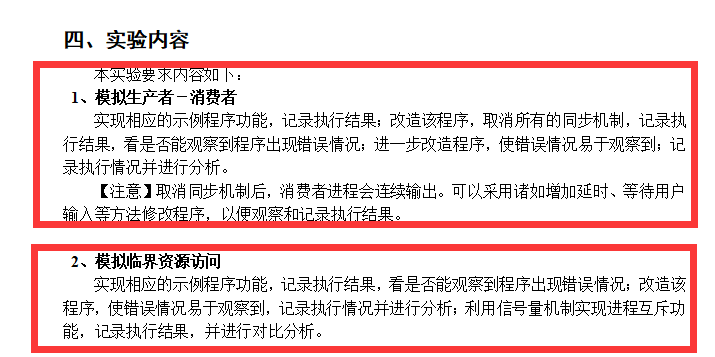 四、实验内容
本实验要求内容如下：
1、模拟生产者－消费者
实现相应的示例程序功能，记录执行结果；改造该程序，取消所有的同步机制，记录执
行结果，看是否能观察到程序出现错误情况；进一步改造程序，使错误情况易于观察到；记
录执行情况并进行分析。
【注意】取消同步机制后，消费者进程会连续输出。可以采用诸如增加延时、等待用户
输入等方法修改程序，以便观察和记录执行结果。
2、模拟临界资源访问
实现相应的示例程序功能，记录执行结果，看是否能观察到程序出现错误情况；改造该
程序，使错误情况易于观察到，记录执行情况并进行分析；利用信号量机制实现进程互斥功
能，记录执行结果，并进行对比分析。